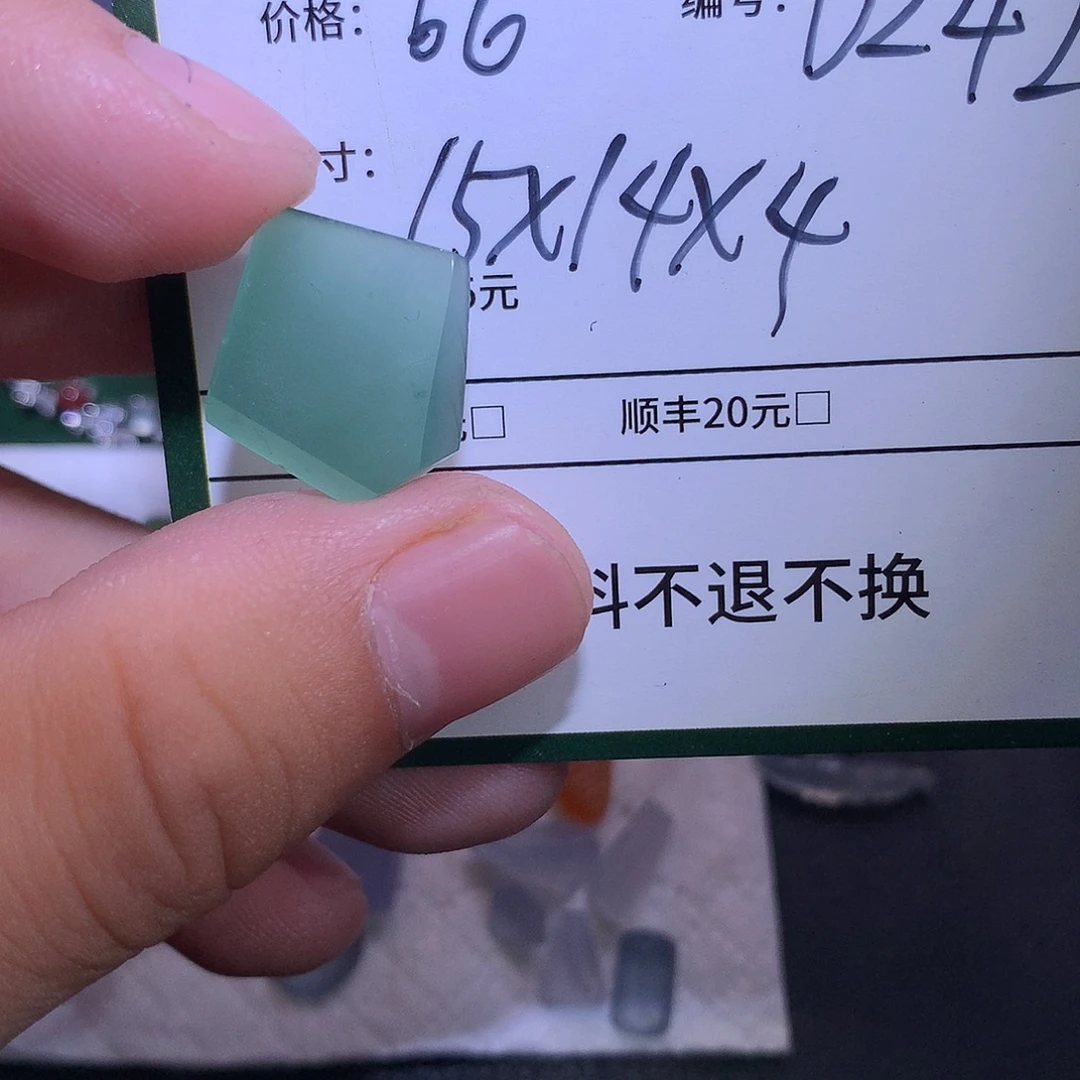 价格： 66 编号： 024
寸： 15X14X4
元
□ 顺丰20元□
料不退不换